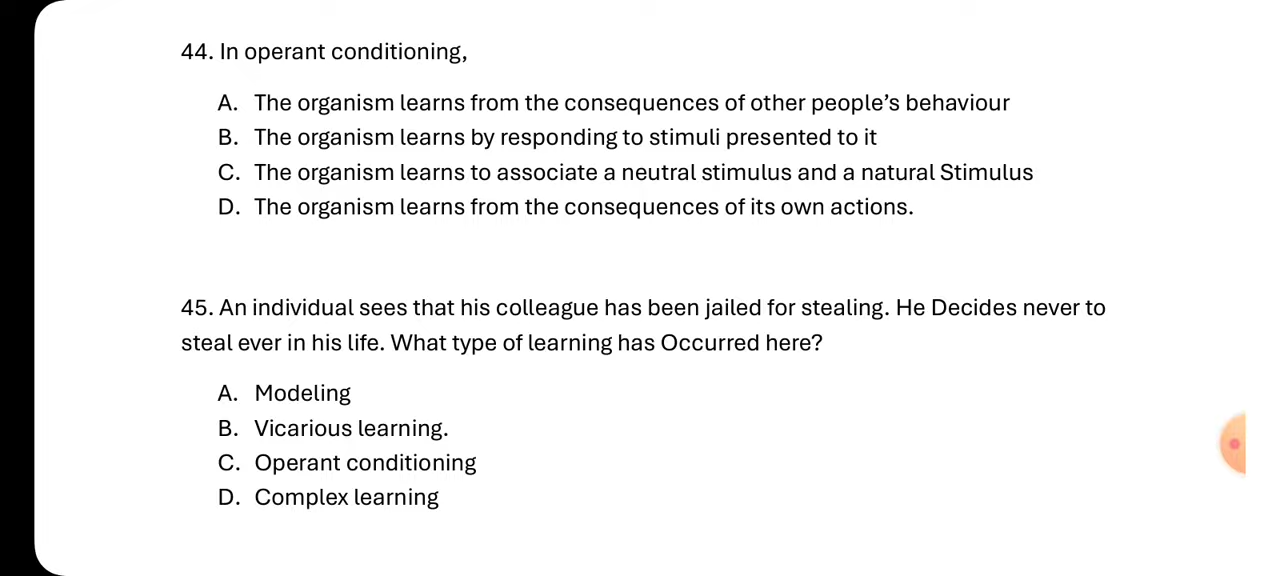 44. In operant conditioning,
A. The organism learns from the consequences of other people’s behaviour
B. The organism learns by responding to stimuli presented to it
C. The organism learns to associate a neutral stimulus and a natural Stimulus
D. The organism learns from the consequences of its own actions.
45. An individual sees that his colleague has been jailed for stealing. He Decides never to
steal ever in his life. What type of learning has Occurred here?
A. Modeling
B. Vicarious learning.
C. Operant conditioning
D. Complex learning